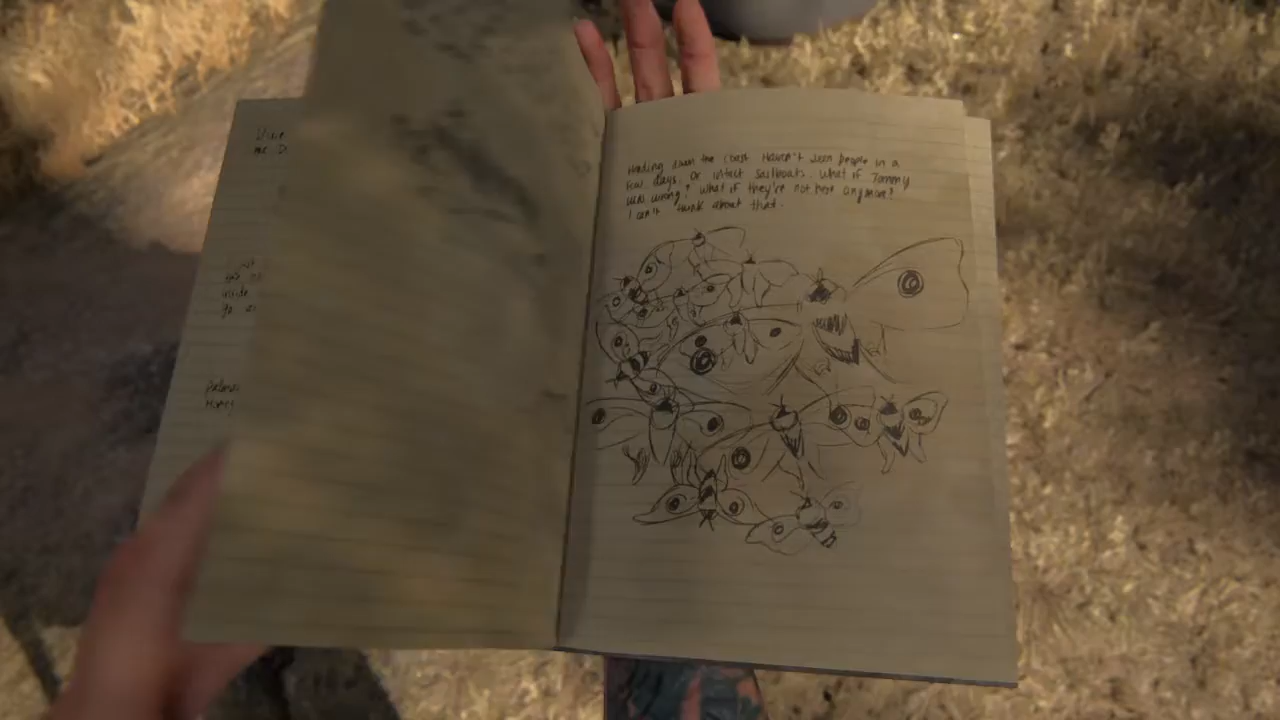 Heading down the coast Haven't seen people in a
few days. Or intact sailboats. What if Tommy
was wrong? What if they're not here anymore?
I can't think about that.
inside